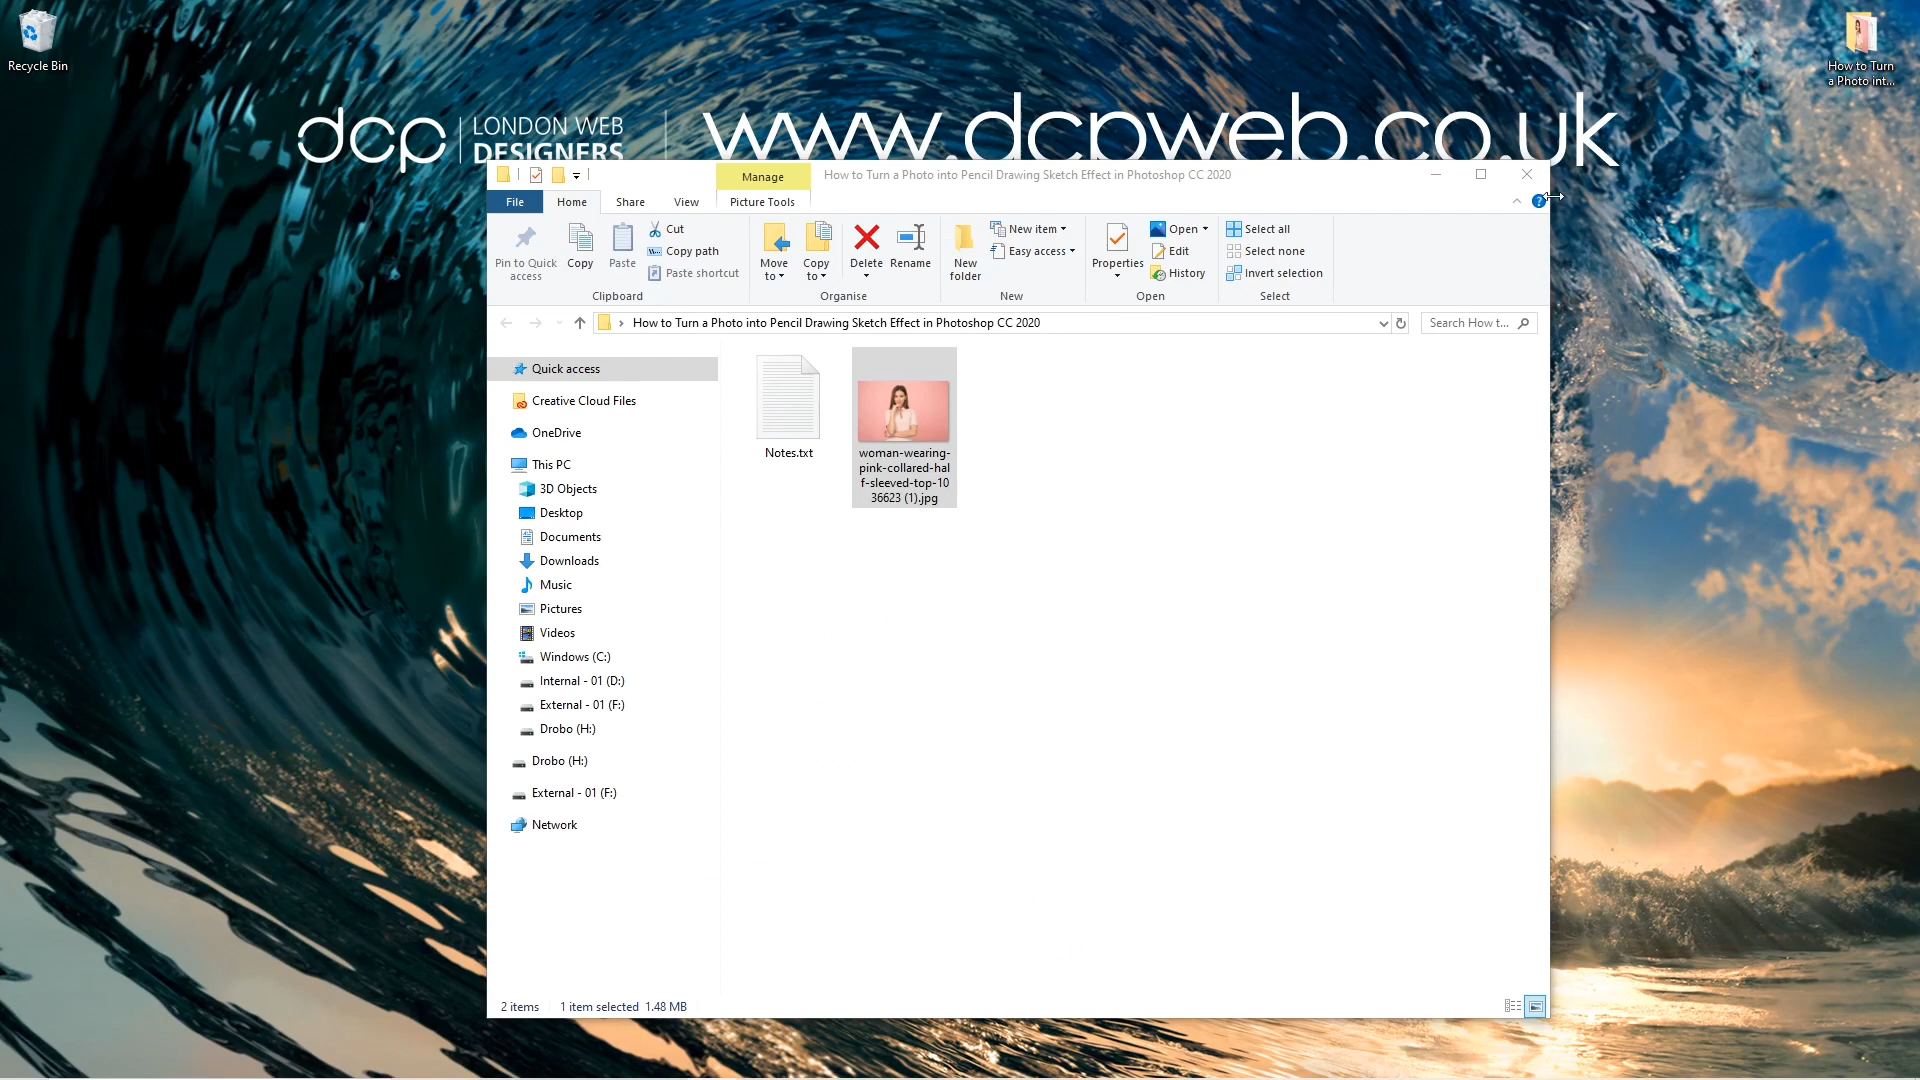 Recycle Bin
How to Turn
a Photo int...
dcp
LONDON WEB
DESIGNERS
www.dcpweb.co.uk
Manage
How to Turn a Photo into Pencil Drawing Sketch Effect in Photoshop CC 2020
File
Home
Share
View
Picture Tools
Pin to Quick
access
Copy
Paste
Cut
Copy path
Paste shortcut
Clipboard
Move
to
Copy
to
Delete
Rename
Organise
New
folder
New item
Easy access
New
Properties
Open
Edit
History
Open
Select all
Select none
Invert selection
Select
How to Turn a Photo into Pencil Drawing Sketch Effect in Photoshop CC 2020
Search How t...
Quick access
Creative Cloud Files
OneDrive
This PC
3D Objects
Desktop
Documents
Downloads
Music
Pictures
Videos
Windows (C:)
Internal - 01 (D:)
External - 01 (F:)
Drobo (H:)
Drobo (H:)
External - 01 (F:)
Network
Notes.txt
woman-wearing-
pink-collared-hal
f-sleeved-top-10
36623 (1).jpg
2 items
1 item selected 1.48 MB